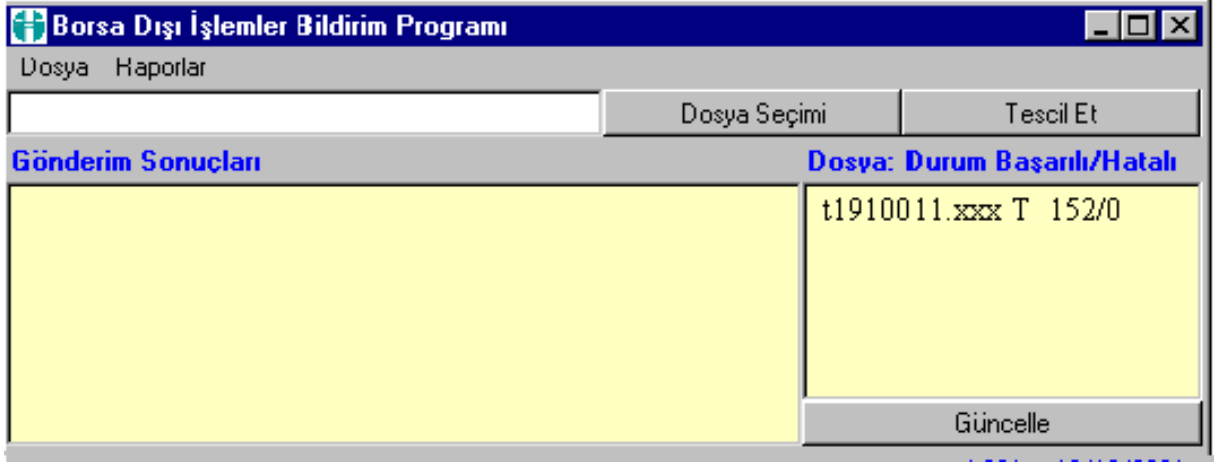 Borsa Dışı İşlemler Bildirim Programı
Dosya Raporlar
Dosya Seçimi Tescil Et
Gönderim Sonuçları Dosya: Durum Başarılı/Hatalı
t1910011.xxx T 152/0
Güncelle